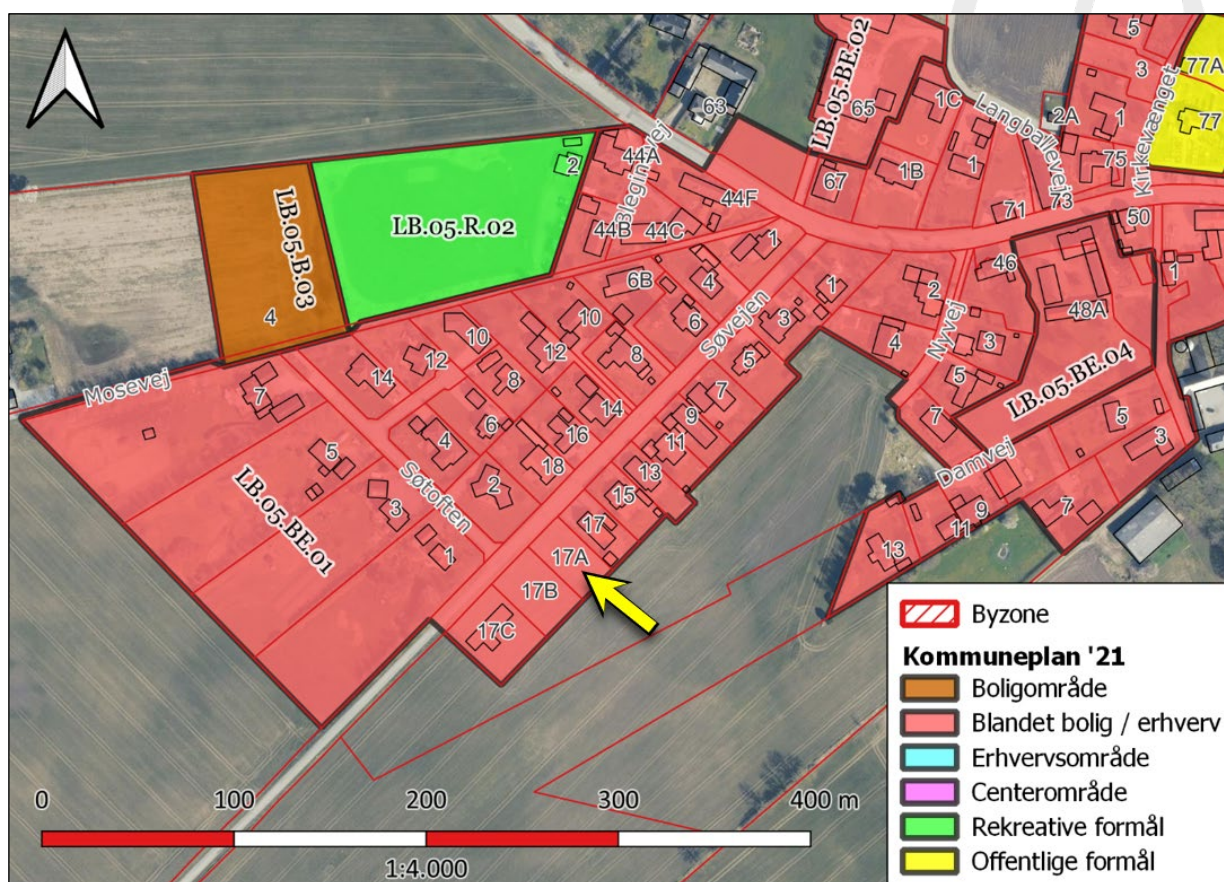 5
3
77A
77
Kirkevænget
LB.05.BE.02
65
1C
Langballevej
2A
1
75
63
1B
1
67
71
73
50
2
44A
Blegindvej
44F
44B
44C
LB.05.R.02
LB.05.B.03
4
46
48A
1
LB.05.BE.04
1
4
6B
6
10
8
Søvejen
1
3
2
Nyvej
4
3
5
7
5
3
Damvej
7
9
11
13
Mosevej
7
14
12
10
12
8
14
5
7
9
11
16
6
4
18
13
15
2
17
Søtoften
5
3
1
LB.05.BE.01
17A
17B
17C
0 100 200 300 400 m
1:4.000
Byzone
Kommuneplan '21
Boligområde
Blandet bolig / erhverv
Erhvervsområde
Centerområde
Rekreative formål
Offentlige formål